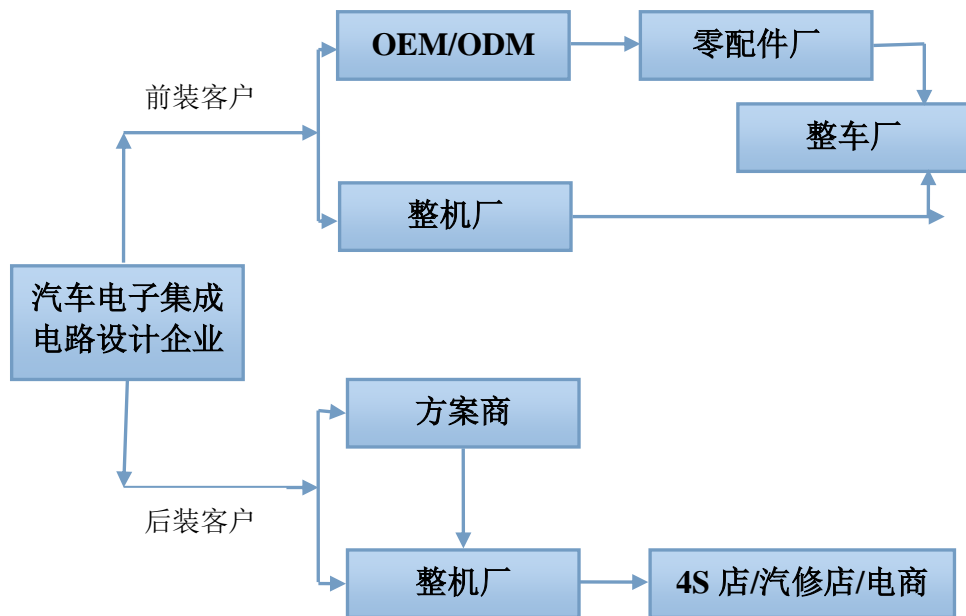 OEM/ODM
零配件厂
前装客户
整车厂
整机厂
汽车电子集成
电路设计企业
方案商
后装客户
整机厂
4S 店/汽修店/电商